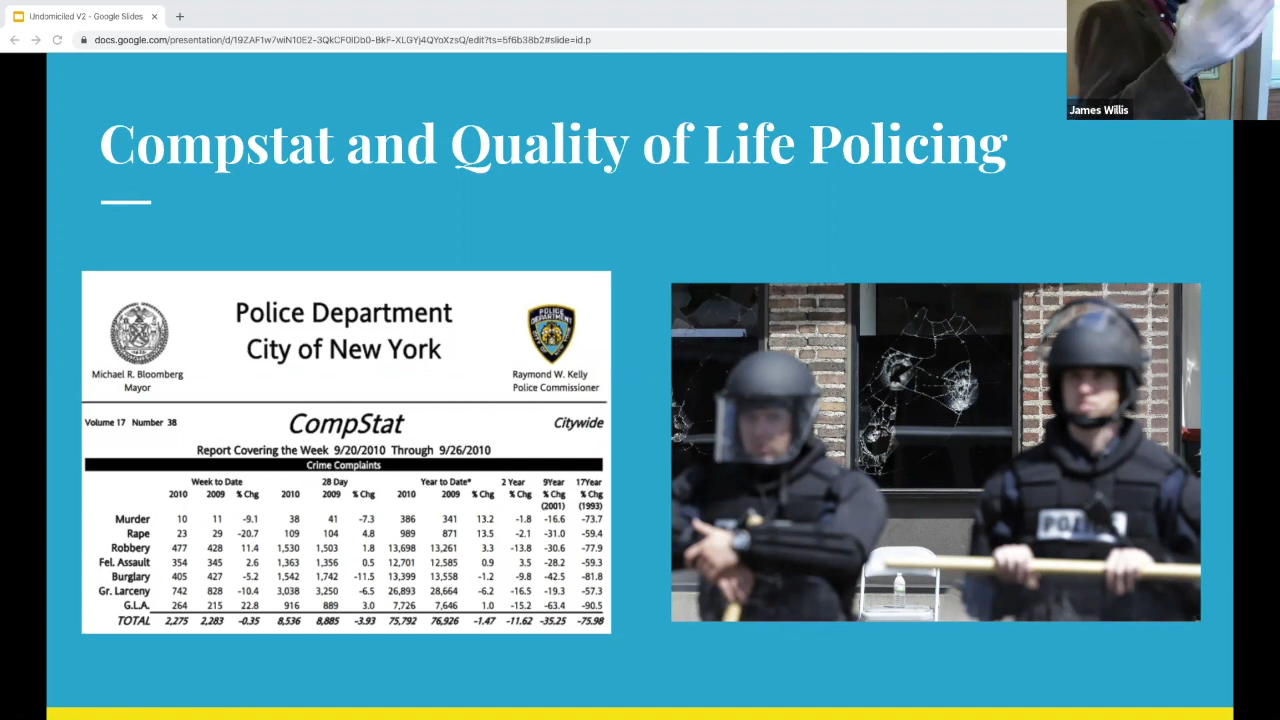 Undomiciled V2 - Google Slides
docs.google.com/presentation/d/19ZAF1w7wiN10E2-3QkCF0IDb0-BkF-XLGYj4QYoXzsQ/edit?ts=5f6b38b2#slide=id.p
James Willis
Compstat and Quality of Life Policing
Police Department
City of New York
Michael R. Bloomberg
Mayor
Raymond W. Kelly
Police Commissioner
Volume 17 Number 38
CompStat
Citywide
Report Covering the Week 9/20/2010 Through 9/26/2010
Crime Complaints
Week to Date 28 Day Year to Date* 2 Year 9Year 17Year
2010 2009 % Chg 2010 2009 % Chg 2010 2009 % Chg % Chg % Chg % Chg
(2001) (1993)
Murder 10 11 -9.1 38 41 -7.3 386 341 13.2 -1.8 -16.6 -73.7
Rape 23 29 -20.7 109 104 4.8 989 871 13.5 -2.1 -31.0 -59.4
Robbery 477 428 11.4 1,530 1,503 1.8 13,698 13,261 3.3 -13.8 -30.6 -77.9
Fel. Assault 354 345 2.6 1,363 1,356 0.5 12,701 12,585 0.9 3.5 -28.2 -59.3
Burglary 405 427 -5.2 1,542 1,742 -11.5 13,399 13,558 -1.2 -9.8 -42.5 -81.8
Gr. Larceny 742 828 -10.4 3,038 3,250 -6.5 26,893 28,664 -6.2 -16.5 -19.3 -57.3
G.L.A. 264 215 22.8 916 889 3.0 7,726 7,646 1.0 -15.2 -63.4 -90.5
TOTAL 2,275 2,283 -0.35 8,536 8,885 -3.93 75,792 76,926 -1.47 -11.62 -35.25 -75.98
POLICE